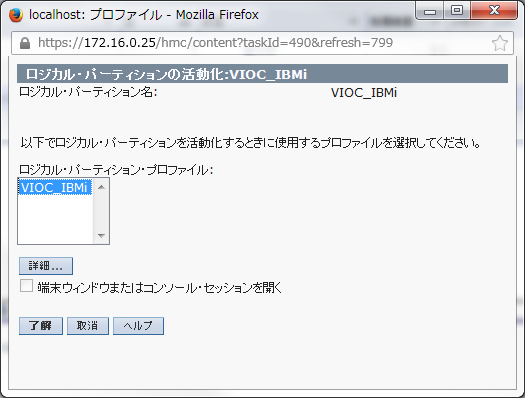 localhost: プロファイル - Mozilla Firefox
https://172.16.0.25/hmc/content?taskId=490&refresh=799
ロジカル・パーティションの活動化:VIOC_IBMi
ロジカル・パーティション名: VIOC_IBMi
以下でロジカル・パーティションを活動化するときに使用するプロファイルを選択してください。
ロジカル・パーティション・プロファイル:
VIOC_IBMi
詳細...
端末ウィンドウまたはコンソール・セッションを開く
了解 取消 ヘルプ